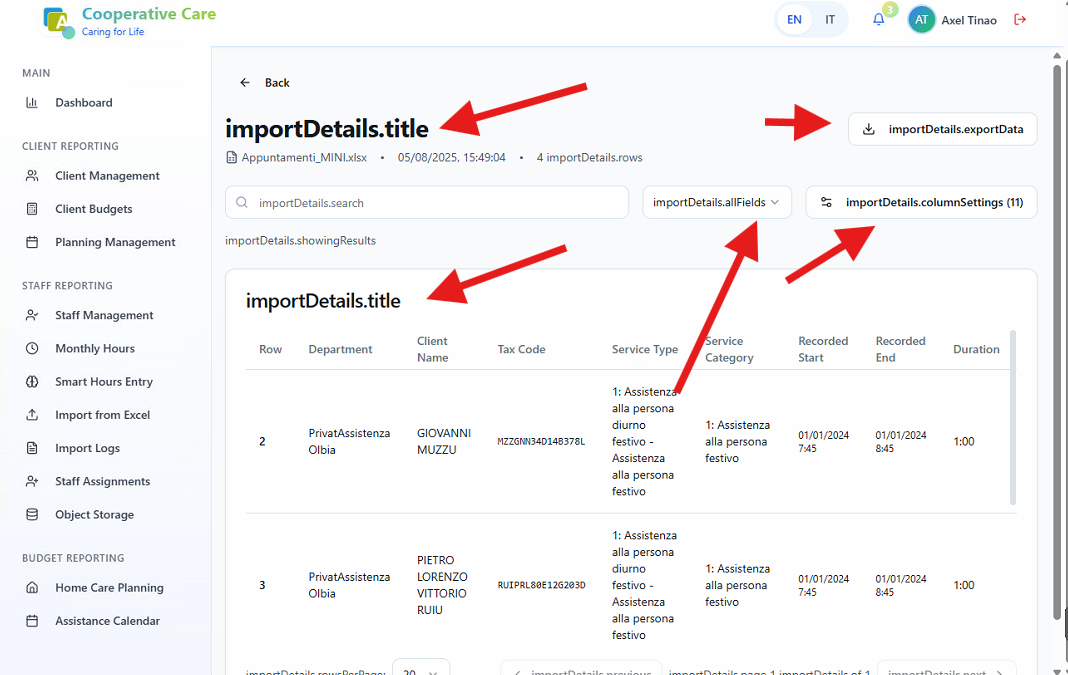 Cooperative Care
Caring for Life
EN IT
3
AT Axel Tinao
MAIN
Dashboard
CLIENT REPORTING
Client Management
Client Budgets
Planning Management
STAFF REPORTING
Staff Management
Monthly Hours
Smart Hours Entry
Import from Excel
Import Logs
Staff Assignments
Object Storage
BUDGET REPORTING
Home Care Planning
Assistance Calendar
Back
importDetails.title
importDetails.exportData
Appuntamenti_MINI.xlsx • 05/08/2025, 15:49:04 • 4 importDetails.rows
importDetails.search
importDetails.allFields
importDetails.columnSettings (11)
importDetails.showingResults
importDetails.title
Row Department Client Name Tax Code Service Type Service Category Recorded Start Recorded End Duration
2
PrivatAssistenza
Olbia
GIOVANNI
MUZZU
MZZGNN34D14B378L
1: Assistenza
alla persona
diurno
festivo -
Assistenza
alla persona
festivo
1: Assistenza
alla persona
festivo
01/01/2024
7:45
01/01/2024
8:45
1:00
3
PrivatAssistenza
Olbia
PIETRO
LORENZO
VITTORIO
RUIU
RUIPRL80E12G203D
1: Assistenza
alla persona
diurno
festivo -
Assistenza
alla persona
festivo
1: Assistenza
alla persona
festivo
01/01/2024
7:45
01/01/2024
8:45
1:00
importDetails.rowsPerPage: 20
importDetails.previous
importDetails.page 1 importDetails.of 1
importDetails.next